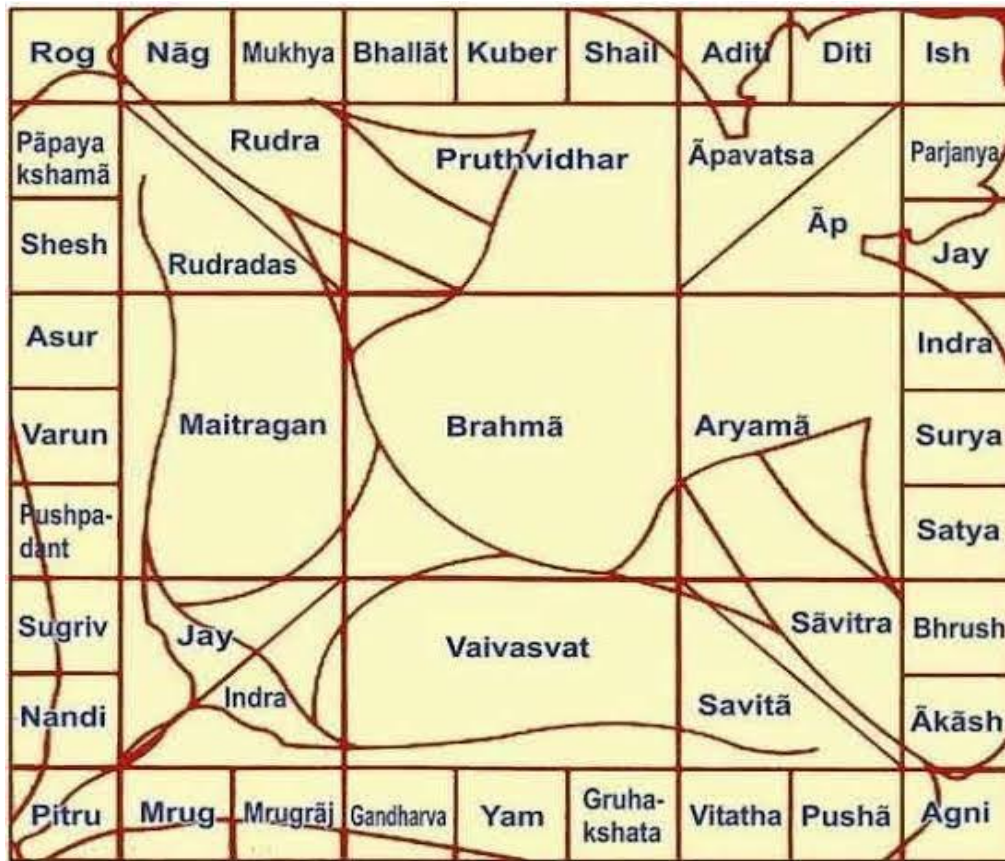 Rog
Nāg
Mukhya
Bhallāt
Kuber
Shail
Aditi
Diti
Ish
Pāpaya
kshamā
Rudra
Pruthvidhar
Āpavatsa
Parjanya
Shesh
Rudradas
Āp
Jay
Asur
Indra
Varun
Maitragan
Brahmā
Aryamā
Surya
Pushpa-
dant
Satya
Sugriv
Jay
Vaivasvat
Sāvitra
Bhrush
Nandi
Indra
Savitā
Ākāsh
Pitru
Mrug
Mrugrāj
Gandharva
Yam
Gruha-
kshata
Vitatha
Pushā
Agni